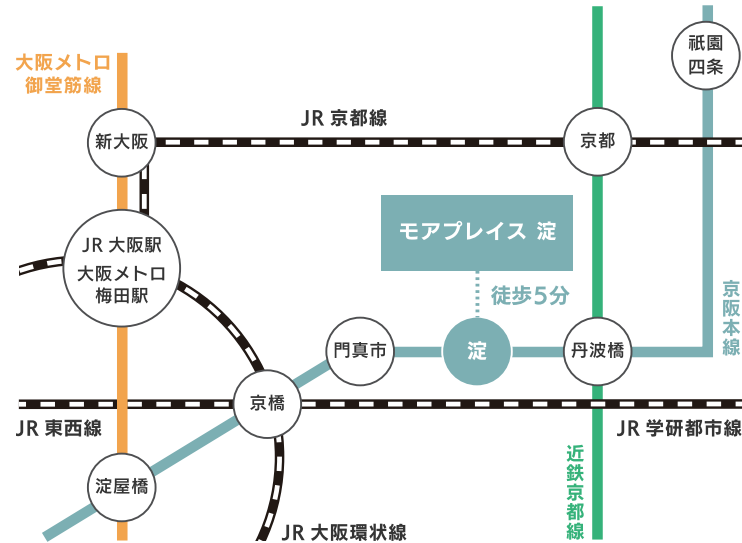 祇園
四条
大阪メトロ
御堂筋線
JR 京都線
新大阪
京都
モアプレイス 淀
JR 大阪駅
大阪メトロ
梅田駅
徒歩5分
京阪本線
門真市
淀
丹波橋
京橋
JR 東西線
JR 学研都市線
淀屋橋
近鉄京都線
JR 大阪環状線